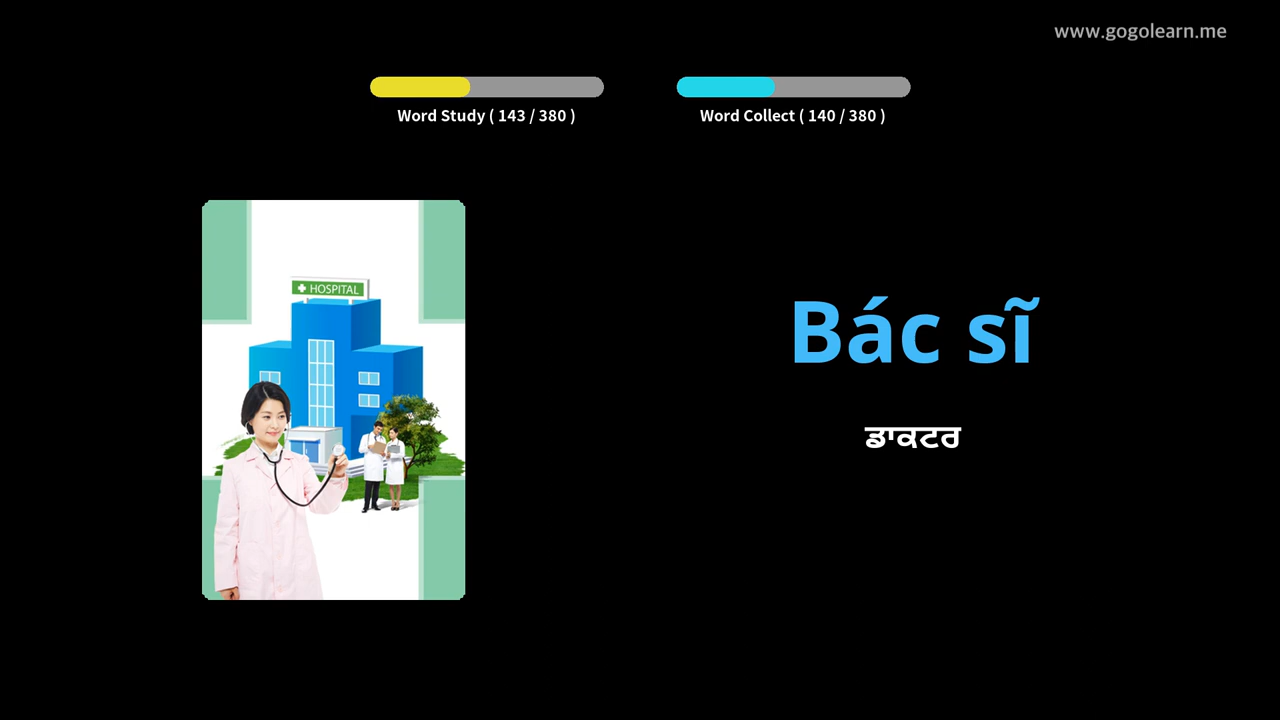 www.gogolearn.me
Word Study ( 143 / 380 )
Word Collect ( 140 / 380 )
HOSPITAL
Bác sĩ
ਡਾਕਟਰ